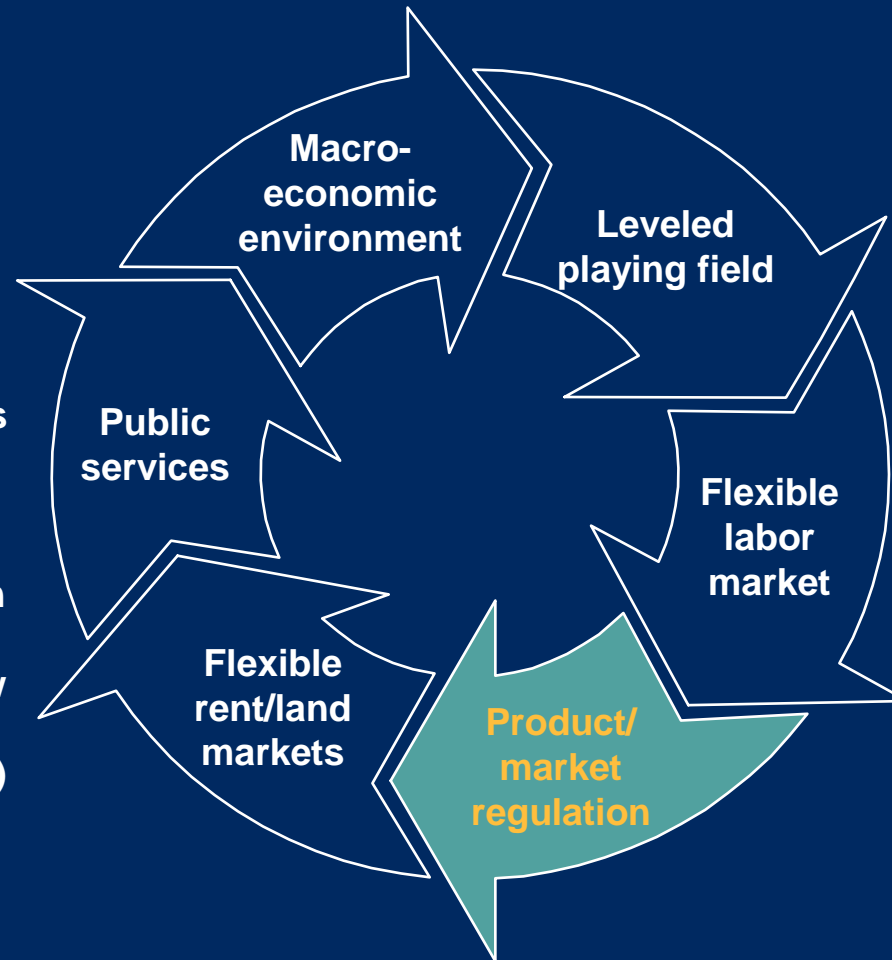 Macro-
economic
environment
Leveled
playing field
Public
services
Flexible
labor
market
Flexible
rent/land
markets
Product/
market
regulation